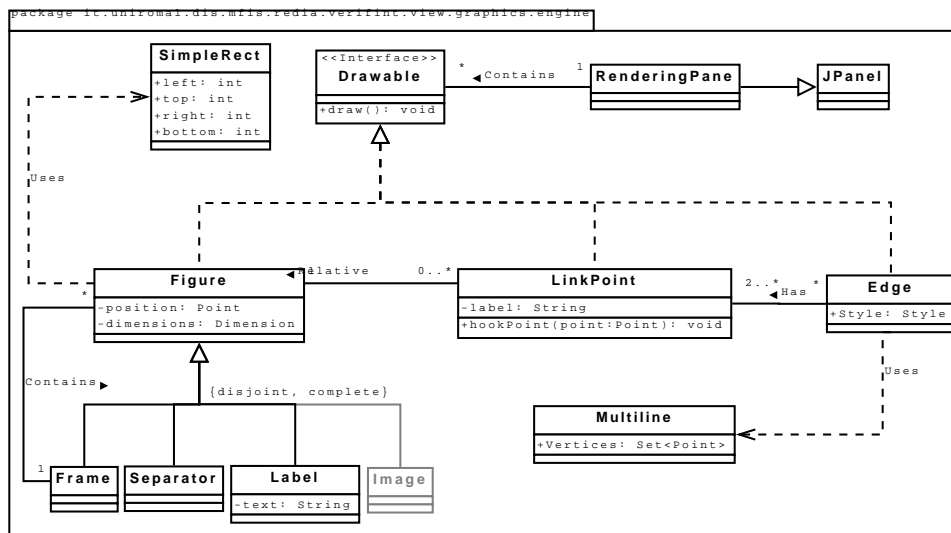 package it.uniroma1.dis.mfis.redia.verifint.view.graphics.engine
SimpleRect
+left: int
+top: int
+right: int
+bottom: int
<<Interface>>
Drawable
+draw(): void
*
Contains
1
RenderingPane
JPanel
Uses
Figure
-position: Point
-dimensions: Dimension
*
Relative
0..*
LinkPoint
-label: String
+hookPoint(point:Point): void
2..*
Has
*
Edge
+Style: Style
Uses
Contains
{disjoint, complete}
Multiline
+Vertices: Set<Point>
1
Frame
Separator
Label
-text: String
Image